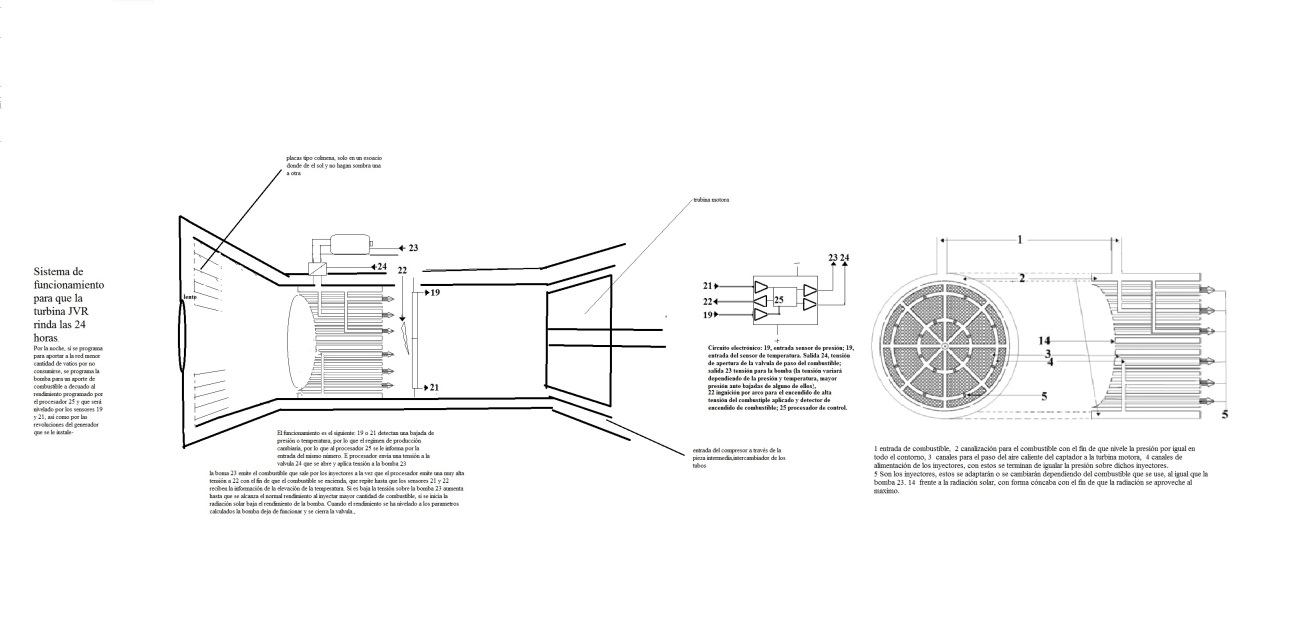 placas tipo colmena, solo en un esoacio
donde de el sol y no hagan sombra una
a otra
trubina motora
Sistema de
funcionamiento
para que la
turbina JVR
rinda las 24
horas
Por la noche, si se programa
para aportar a la red menor
cantidad de vatios por no
consumirse, se programa la
bomba para un aporte de
combustible a decuado al
rendimiento programado por
el procesador 25 y que será
nivelado por los sensores 19
y 21, así como por las
revoluciones del generador
que se le instale-
lente
23
24
22
19
21
23 24
21
22
25
19
Circuito electrónico: 19, entrada sensor de presión; 19,
entrada del sensor de temperatura. Salida 24, tensión
de apertura de la valvula de paso del combustible;
salida 23 tensión para la bomba (la tensión variará
dependiendo de la presión y temperatura, mayor
presión ante bajadas de alguno de ellos),
22 ingnición por arco para el encendido de alta
tensión del combustiple aplicado y detector de
encendido de combustible; 25 procesador de control.
1
2
14
3
4
5
5
El funcionamiento es el siguiente: 19 o 21 detectan una bajada de
presión o temperatura, por lo que el regimen de producción
cambiaría, por lo que al procesador 25 se le informa por la
entrada del mismo número. E procesador envia una tensión a la
valvula 24 que se abre y aplica tensión a la bomba 23
la boma 23 emite el combustible que sale por los inyectores a la vez que el procesador emite una muy alta
tensión a 22 con el fin de que el combustible se encienda, que repite hasta que los sensores 21 y 22
reciben la información de la elevación de la temperatura. Si es baja la tensión sobre la bomba 23 aumenta
hasta que se alcanza el normal rendimiento al inyectar mayor cantidad de combustible, si se inicia la
radiación solar baja el rendimiento de la bomba. Cuando el rendimiento se ha nivelado a los parametros
calculados la bomba deja de funcionar y se cierra la valvula.,
entrada del compresor a través de la
pieza intermedia,intercambiador de los
tubos
1 entrada de combustible, 2 canalización para el combustible con el fin de que nivele la presión por igual en
todo el contorno, 3 canales para el paso del aire caliente del captador a la turbina motora, 4 canales de
alimentación de los inyectores, con estos se terminan de igualar la presión sobre dichos inyectores.
5 Son los inyectores, estos se adaptarán o se cambiarán dependiendo del combustible que se use, al igual que la
bomba 23. 14 frente a la radiación solar, con forma cóncaba con el fin de que la radiación se aproveche al
maximo.